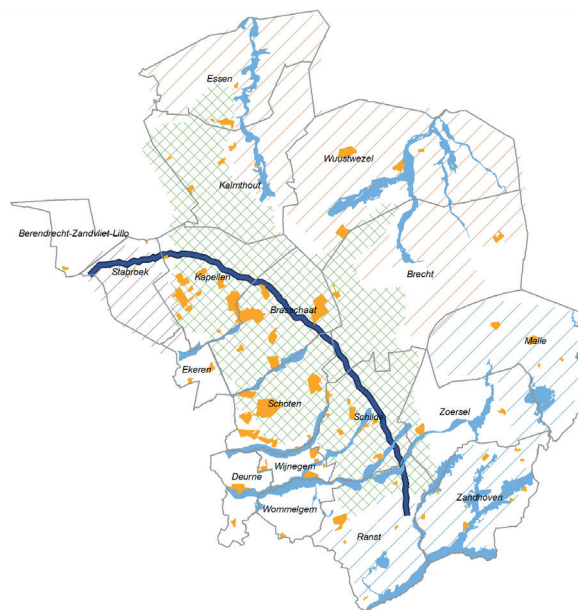 Essen
Wuustwezel
Kalmthout
Berendrecht-Zandvliet-Lillo
Stabroek
Kapellen
Brecht
Brasschaat
Malle
Ekeren
Schoten
Schilde
Zoersel
Wijnegem
Deurne
Zandhoven
Wommelgem
Ranst